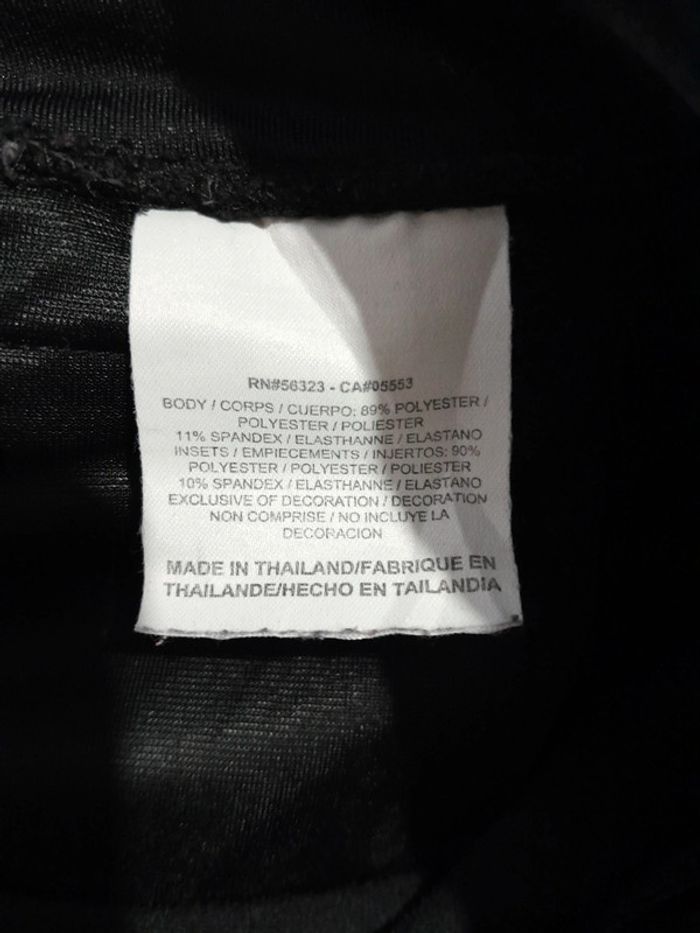 RN#56323 - CA#05553
BODY / CORPS / CUERPO: 89% POLYESTER /
POLYESTER / POLIESTER
11% SPANDEX / ELASTHANNE / ELASTANO
INSETS / EMPIECEMENTS / INJERTOS: 90%
POLYESTER / POLYESTER / POLIESTER
10% SPANDEX / ELASTHANNE / ELASTANO
EXCLUSIVE OF DECORATION / DECORATION
NON COMPRISE / NO INCLUYE LA
DECORACION
MADE IN THAILAND/FABRIQUE EN
THAILANDE/HECHO EN TAILANDIA